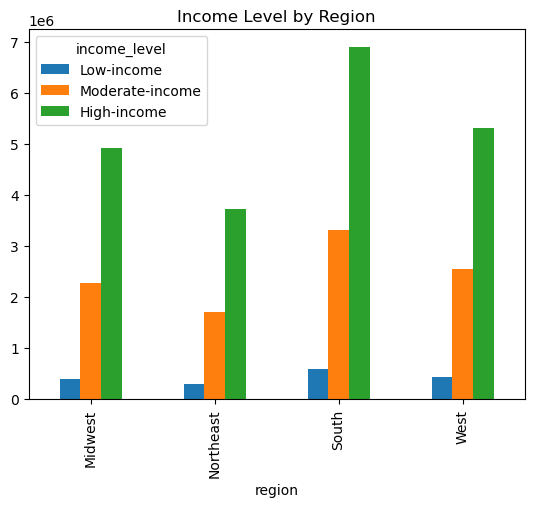 Income Level by Region
1e6
income_level
Low-income
Moderate-income
High-income
7
6
5
4
3
2
1
0
Midwest
Northeast
South
West
region